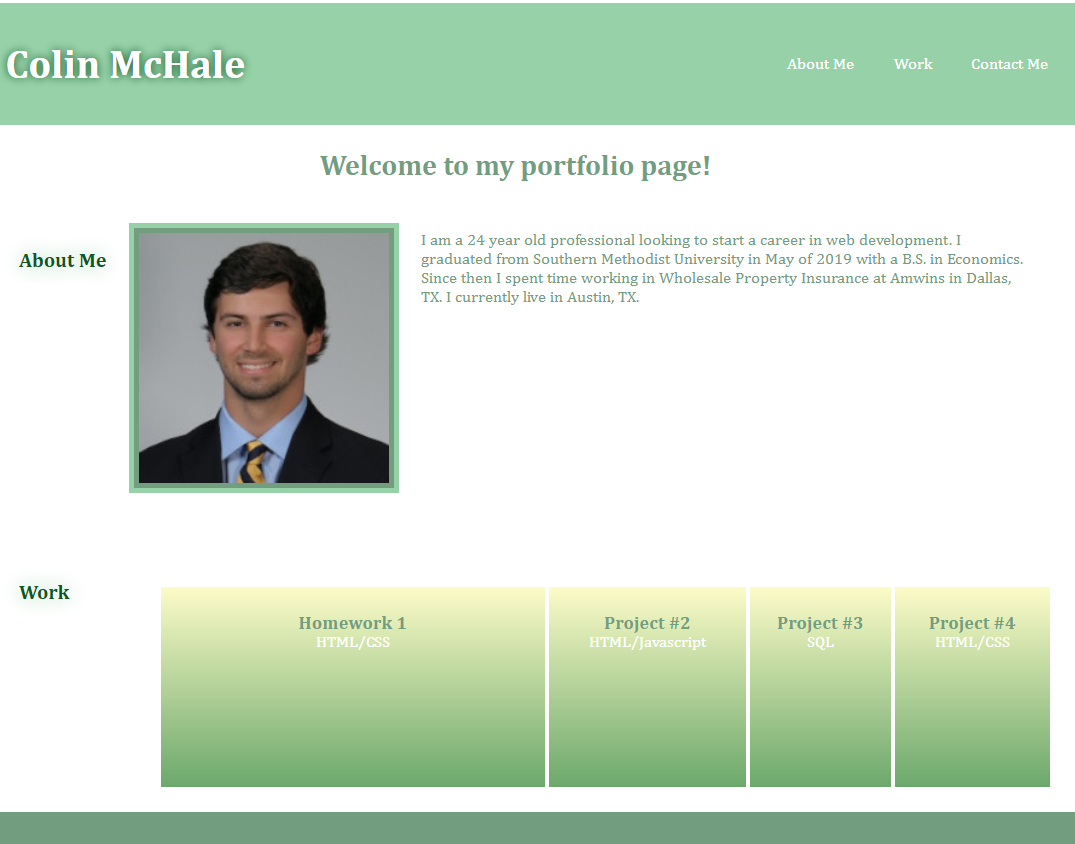 Colin McHale
About Me
Work
Contact Me
Welcome to my portfolio page!
About Me
I am a 24 year old professional looking to start a career in web development. I
graduated from Southern Methodist University in May of 2019 with a B.S. in Economics.
Since then I spent time working in Wholesale Property Insurance at Amwins in Dallas,
TX. I currently live in Austin, TX.
Work
Homework 1
HTML/CSS
Project #2
HTML/Javascript
Project #3
SQL
Project #4
HTML/CSS